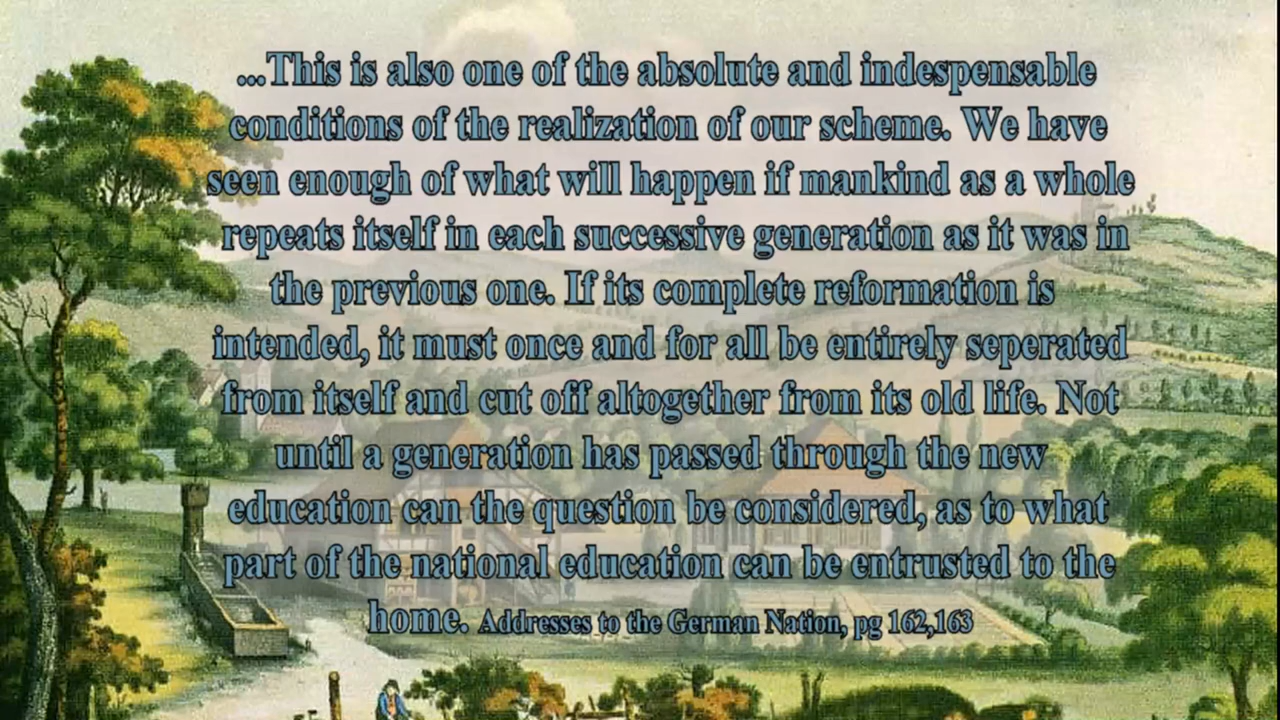 ...This is also one of the absolute and indespensable
conditions of the realization of our scheme. We have
seen enough of what will happen if mankind as a whole
repeats itself in each successive generation as it was in
the previous one. If its complete reformation is
intended, it must once and for all be entirely seperated
from itself and cut off altogether from its old life. Not
until a generation has passed through the new
education can the question be considered, as to what
part of the national education can be entrusted to the
home. Addresses to the German Nation, pg 162,163